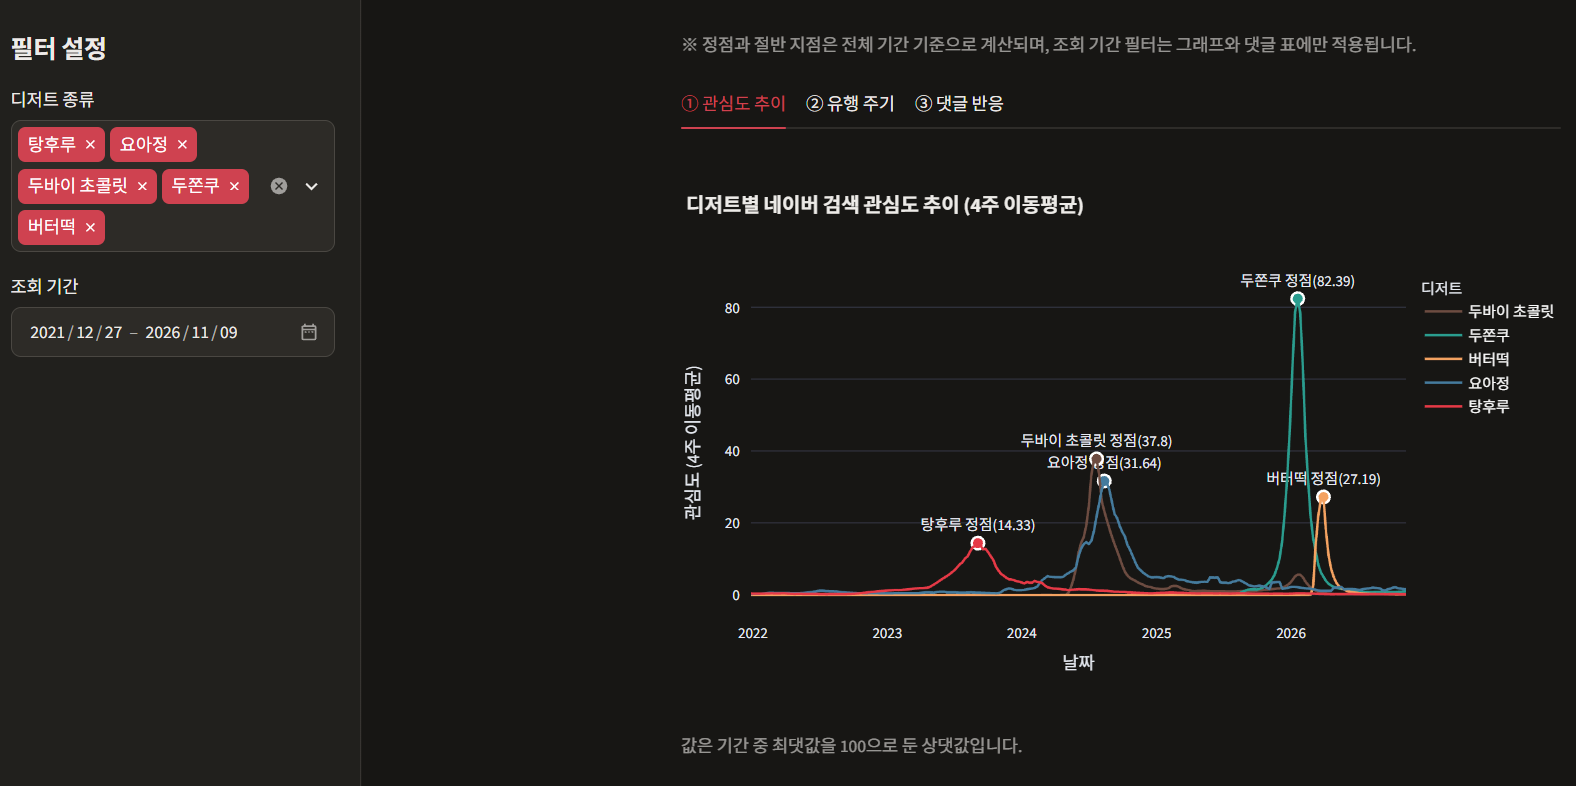 필터 설정
디저트 종류
탕후루 ×
요아정 ×
두바이 초콜릿 ×
두쫀쿠 ×
버터떡 ×
조회 기간
2021 / 12 / 27 – 2026 / 11 / 09
※ 정점과 절반 지점은 전체 기간 기준으로 계산되며, 조회 기간 필터는 그래프와 댓글 표에만 적용됩니다.
① 관심도 추이 ② 유행 주기 ③ 댓글 반응
디저트별 네이버 검색 관심도 추이 (4주 이동평균)
두쫀쿠 정점(82.39)
두바이 초콜릿 정점(37.8)
요아정 정점(31.64)
버터떡 정점(27.19)
탕후루 정점(14.33)
관심도 (4주 이동평균)
80
60
40
20
0
2022 2023 2024 2025 2026
날짜
디저트
두바이 초콜릿
두쫀쿠
버터떡
요아정
탕후루
값은 기간 중 최댓값을 100으로 둔 상댓값입니다.